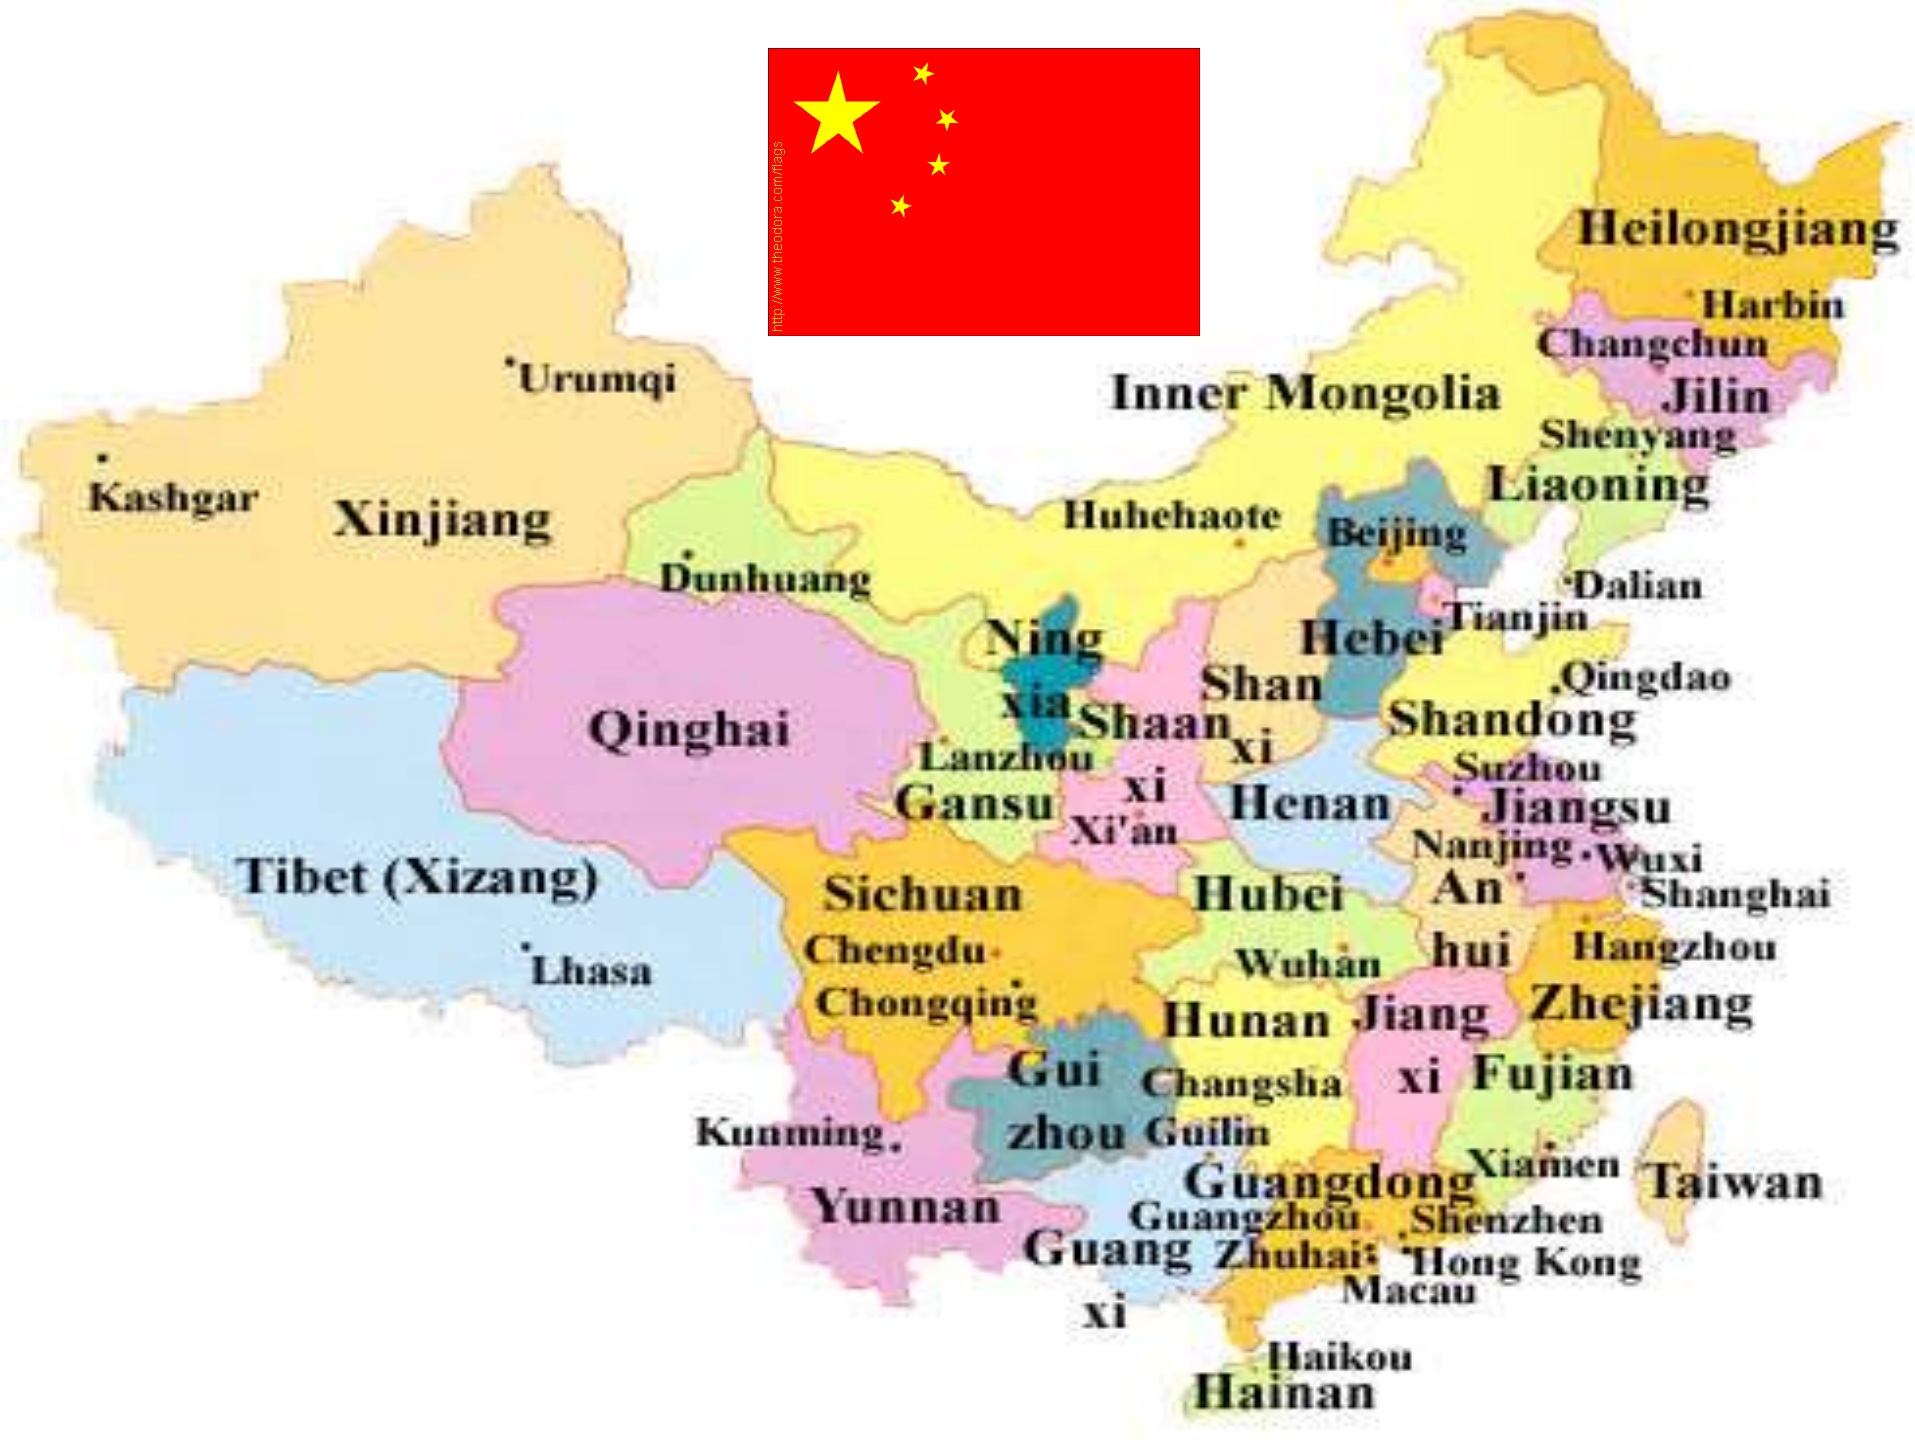 http://www.theodora.com/flags
Heilongjiang
Harbin
Changchun
Urumqi
Inner Mongolia
Jilin
Shenyang
Kashgar
Xinjiang
Liaoning
Huhehaote
Beijing
Dunhuang
Dalian
Tianjin
Ning
xia
Hebei
Qingdao
Shan
xi
Qinghai
Shaan
xi
Shandong
Lanzhou
Suzhou
Gansu
Henan
Jiangsu
Xi'an
Nanjing
Wuxi
Tibet (Xizang)
Sichuan
Hubei
An
hui
Shanghai
Chengdu
Hangzhou
Lhasa
Wuhan
Chongqing
Zhejiang
Hunan
Jiang
xi
Gui
zhou
Changsha
Fujian
Kunming
Guilin
Xiamen
Guangdong
Taiwan
Yunnan
Guangzhou
Shenzhen
Guang
xi
Zhuhai
Hong Kong
Macau
Haikou
Hainan